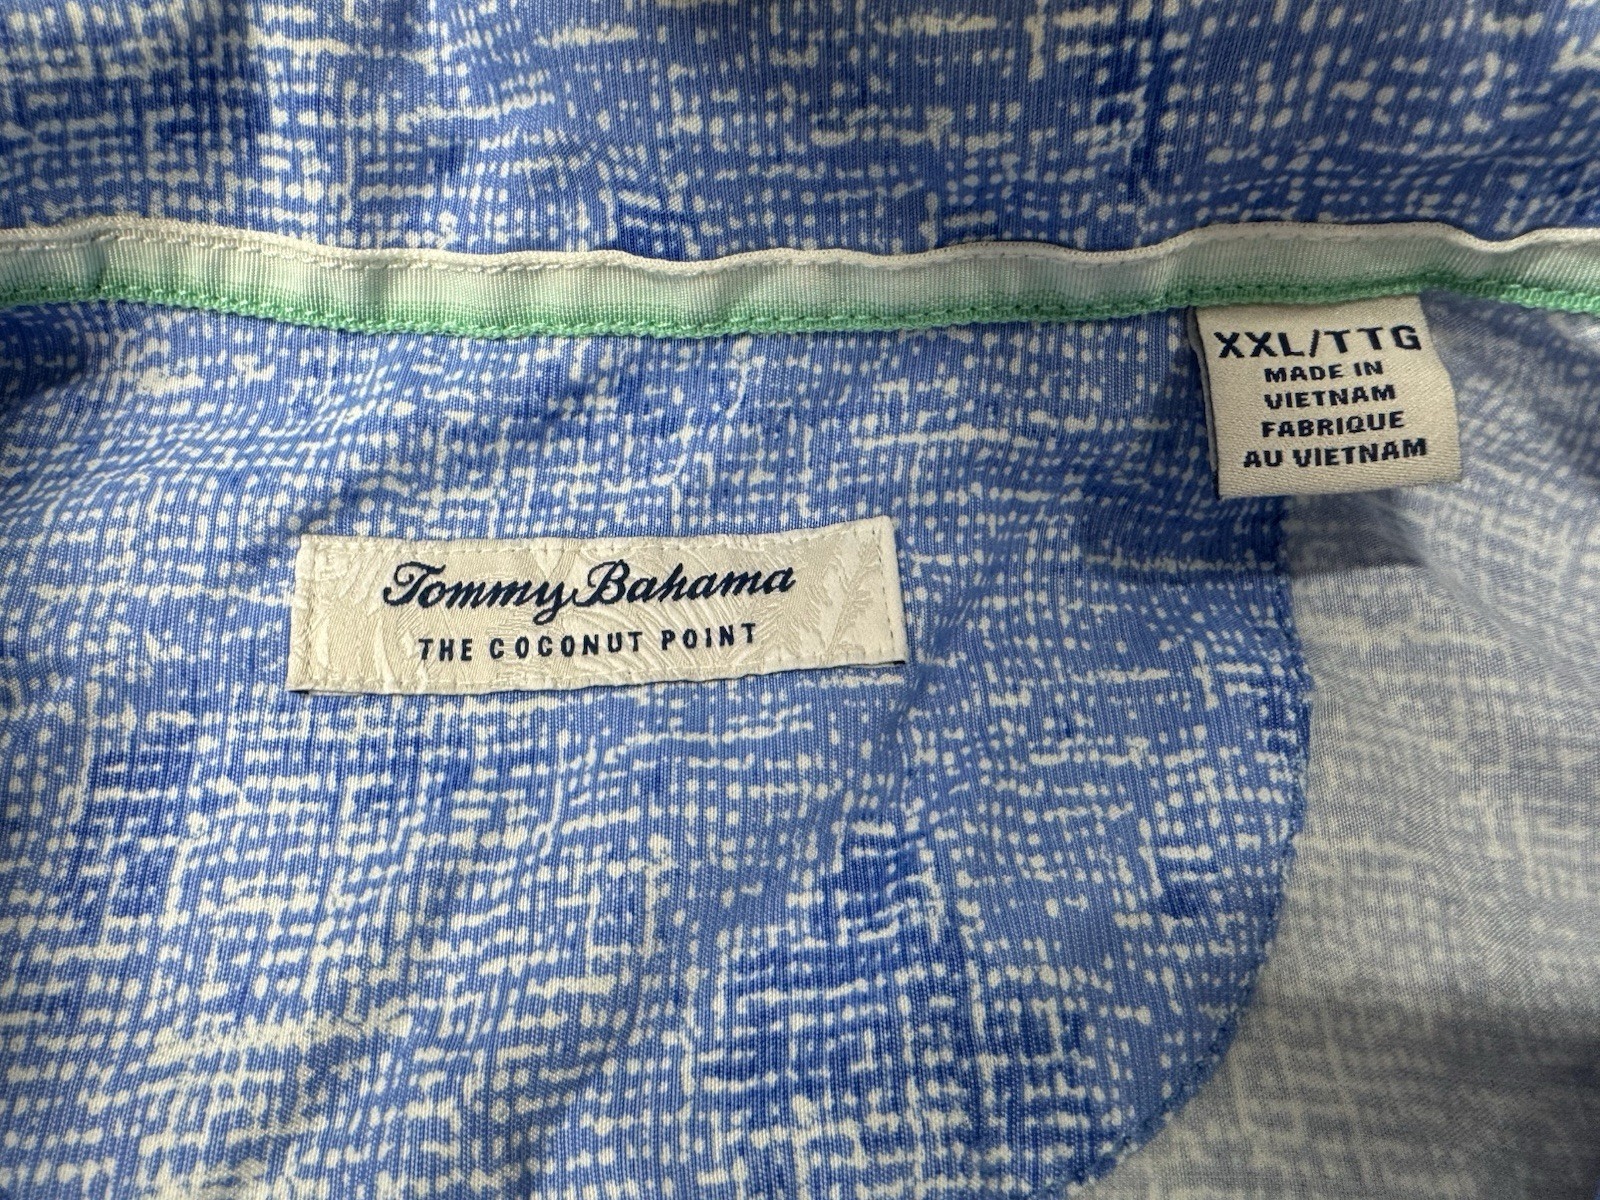 XXL/TTG
MADE IN
VIETNAM
FABRIQUE
AU VIETNAM
Tommy Bahama
THE COCONUT POINT